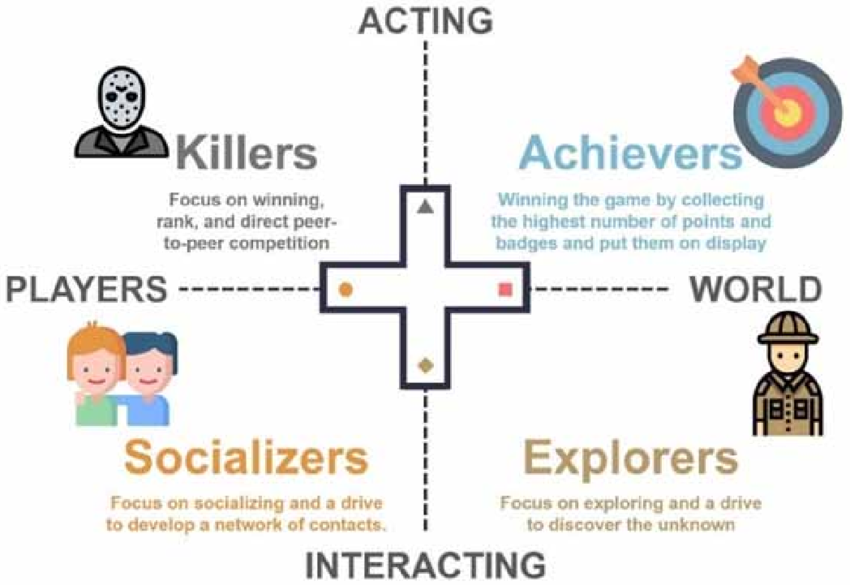 ACTING
Killers
Focus on winning,
rank, and direct peer-
to-peer competition
Achievers
Winning the game by collecting
the highest number of points and
badges and put them on display
PLAYERS
WORLD
Socializers
Focus on socializing and a drive
to develop a network of contacts.
Explorers
Focus on exploring and a drive
to discover the unknown
INTERACTING